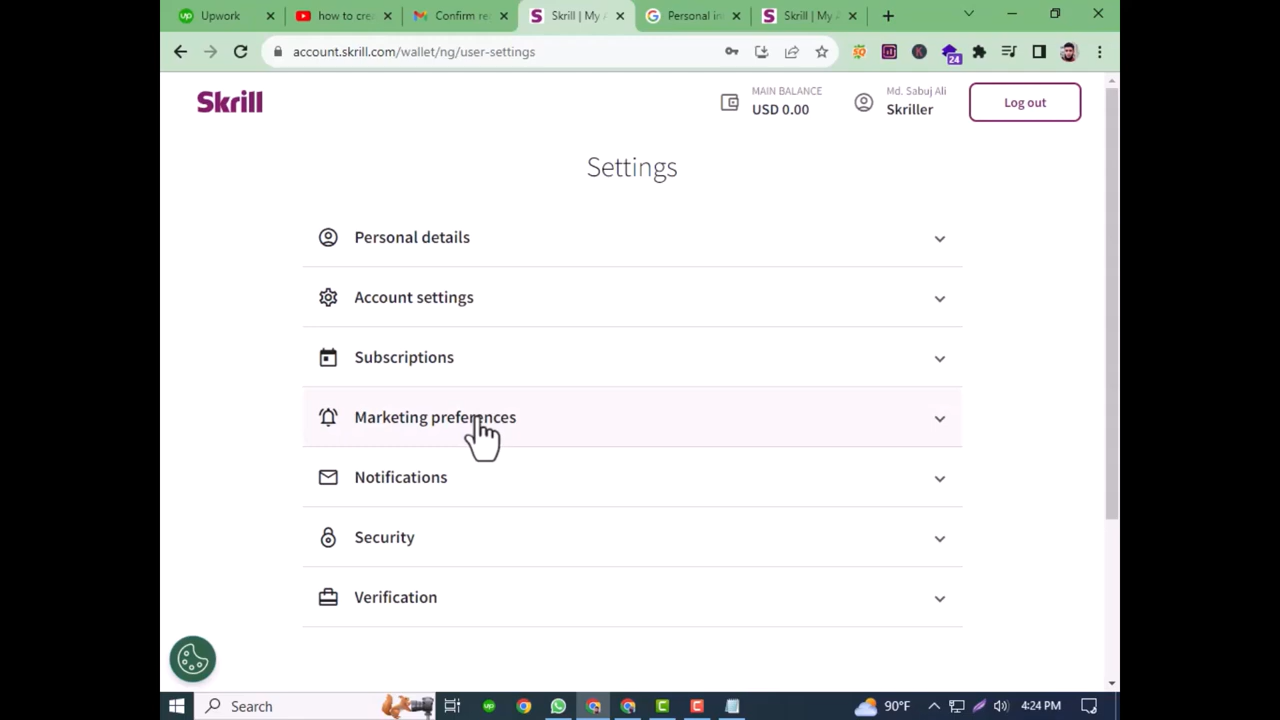 Upwork
how to cre
Confirm re
Skrill | My A
Personal in
Skrill | My A
account.skrill.com/wallet/ng/user-settings
24
Skrill
MAIN BALANCE
USD 0.00
Md. Sabuj Ali
Skriller
Log out
Settings
Personal details
Account settings
Subscriptions
Marketing preferences
Notifications
Security
Verification
Search
90°F
4:24 PM